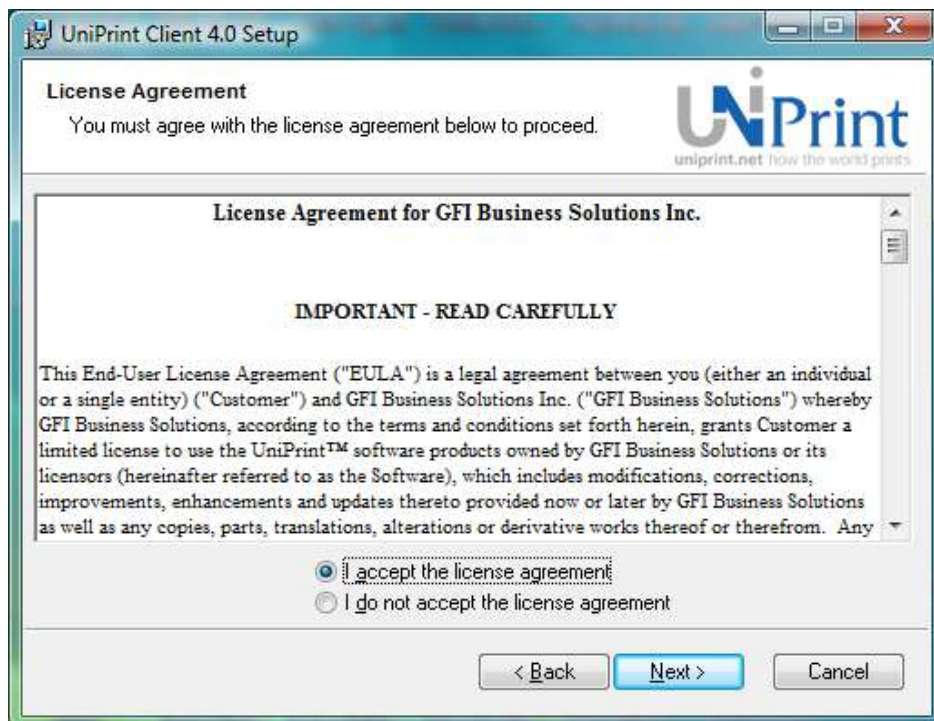 UniPrint Client 4.0 Setup
License Agreement
You must agree with the license agreement below to proceed.
UNiPrint
uniprint.net how the world prints
License Agreement for GFI Business Solutions Inc.
IMPORTANT - READ CAREFULLY
This End-User License Agreement ("EULA") is a legal agreement between you (either an individual
or a single entity) ("Customer") and GFI Business Solutions Inc. ("GFI Business Solutions") whereby
GFI Business Solutions, according to the terms and conditions set forth herein, grants Customer a
limited license to use the UniPrint™ software products owned by GFI Business Solutions or its
licensors (hereinafter referred to as the Software), which includes modifications, corrections,
improvements, enhancements and updates thereto provided now or later by GFI Business Solutions
as well as any copies, parts, translations, alterations or derivative works thereof or therefrom. Any
I accept the license agreement
I do not accept the license agreement
< Back Next > Cancel